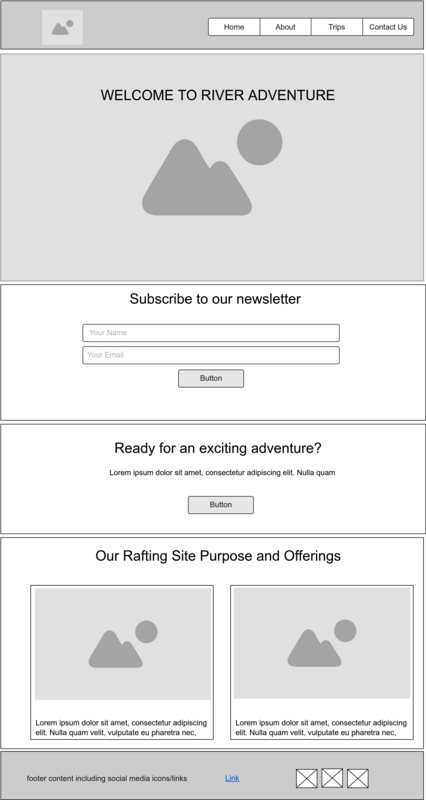 Home About Trips Contact Us
WELCOME TO RIVER ADVENTURE
Subscribe to our newsletter
Your Name
Your Email
Button
Ready for an exciting adventure?
Lorem ipsum dolor sit amet, consectetur adipiscing elit. Nulla quam
Button
Our Rafting Site Purpose and Offerings
Lorem ipsum dolor sit amet, consectetur adipiscing
elit. Nulla quam velit, vulputate eu pharetra nec,
Lorem ipsum dolor sit amet, consectetur adipiscing
elit. Nulla quam velit, vulputate eu pharetra nec,
footer content including social media icons/links Link